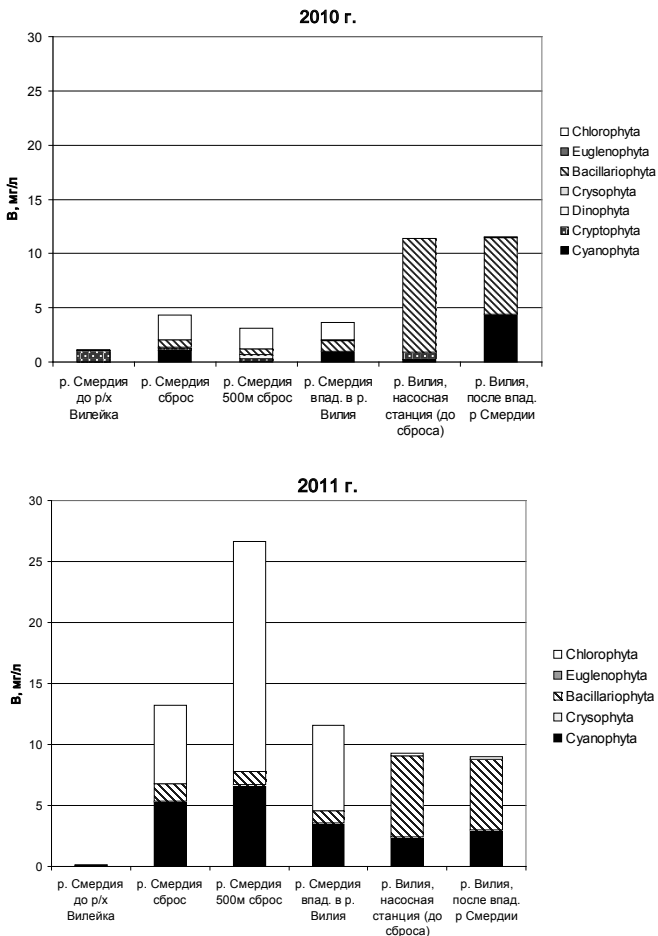 2010 г.
30
25
20
15
10
5
0
В, мг/л
Chlorophyta
Euglenophyta
Bacillariophyta
Crysophyta
Dinophyta
Cryptophyta
Cyanophyta
р. Смердия
до р/х
Вилейка
р. Смердия
сброс
р. Смердия
500м сброс
р. Смердия
впад. в р.
Вилия
р. Вилия,
насосная
станция (до
сброса)
р. Вилия,
после впад.
р Смердии
2011 г.
30
25
20
15
10
5
0
В, мг/л
Chlorophyta
Euglenophyta
Bacillariophyta
Crysophyta
Cyanophyta
р. Смердия
до р/х
Вилейка
р. Смердия
сброс
р. Смердия
500м сброс
р. Смердия
впад. в р.
Вилия
р. Вилия,
насосная
станция (до
сброса)
р. Вилия,
после впад.
р Смердии